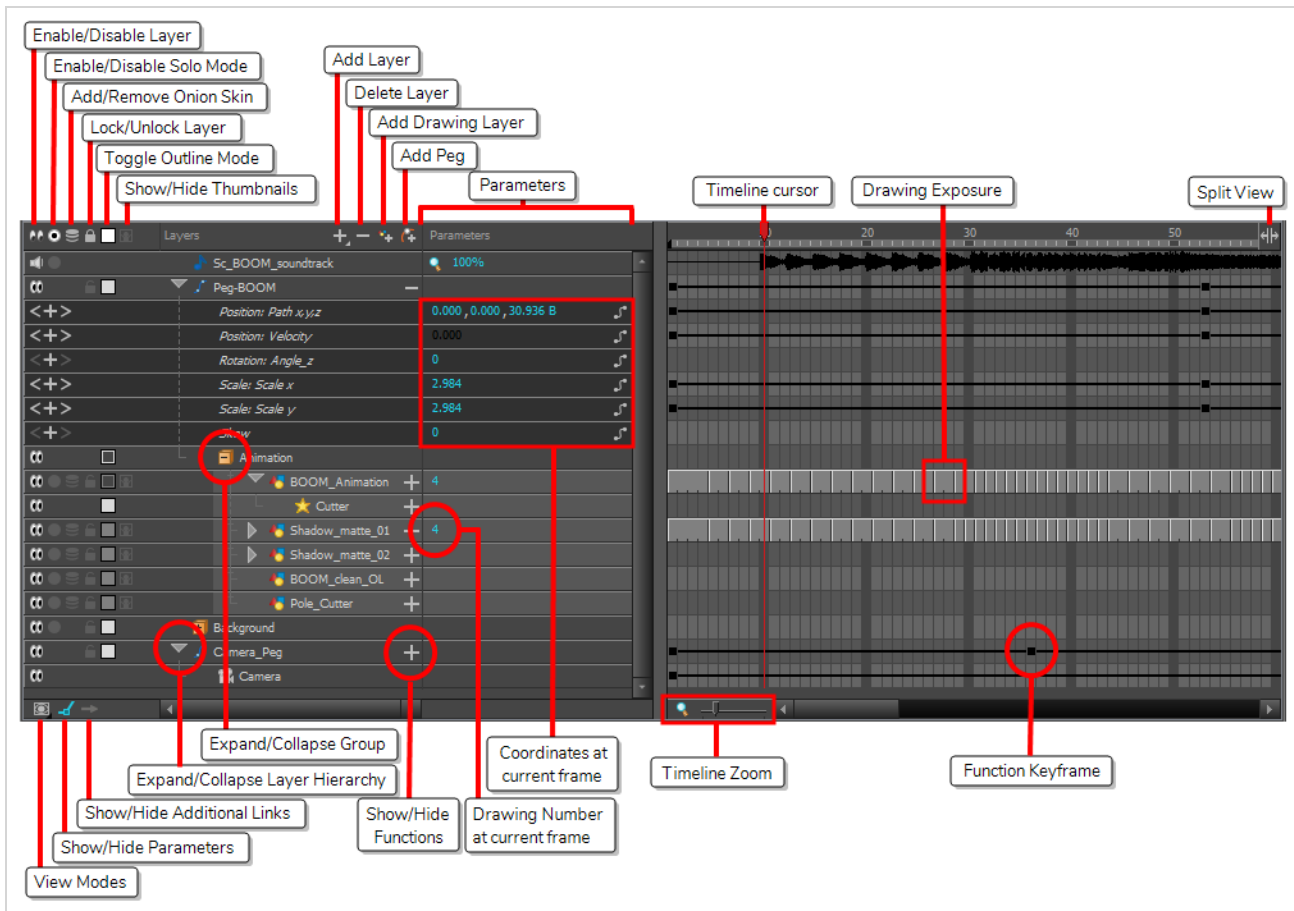 Enable/Disable Layer
Enable/Disable Solo Mode
Add/Remove Onion Skin
Lock/Unlock Layer
Toggle Outline Mode
Show/Hide Thumbnails
Add Layer
Delete Layer
Add Drawing Layer
Add Peg
Parameters
Timeline cursor
Drawing Exposure
Split View
Layers
Parameters
20
30
40
50
Sc_BOOM_soundtrack
100%
Peg-BOOM
Position: Path x,y,z
0.000 , 0.000 , 30.936 B
Position: Velocity
0.000
Rotation: Angle_z
0
Scale: Scale x
2.984
Scale: Scale y
2.984
Skew
0
Animation
BOOM_Animation
4
Cutter
Shadow_matte_01
4
Shadow_matte_02
BOOM_clean_OL
Pole_Cutter
Background
Camera_Peg
Camera
Expand/Collapse Group
Expand/Collapse Layer Hierarchy
Show/Hide Additional Links
Show/Hide Parameters
View Modes
Show/Hide
Functions
Coordinates at
current frame
Drawing Number
at current frame
Timeline Zoom
Function Keyframe